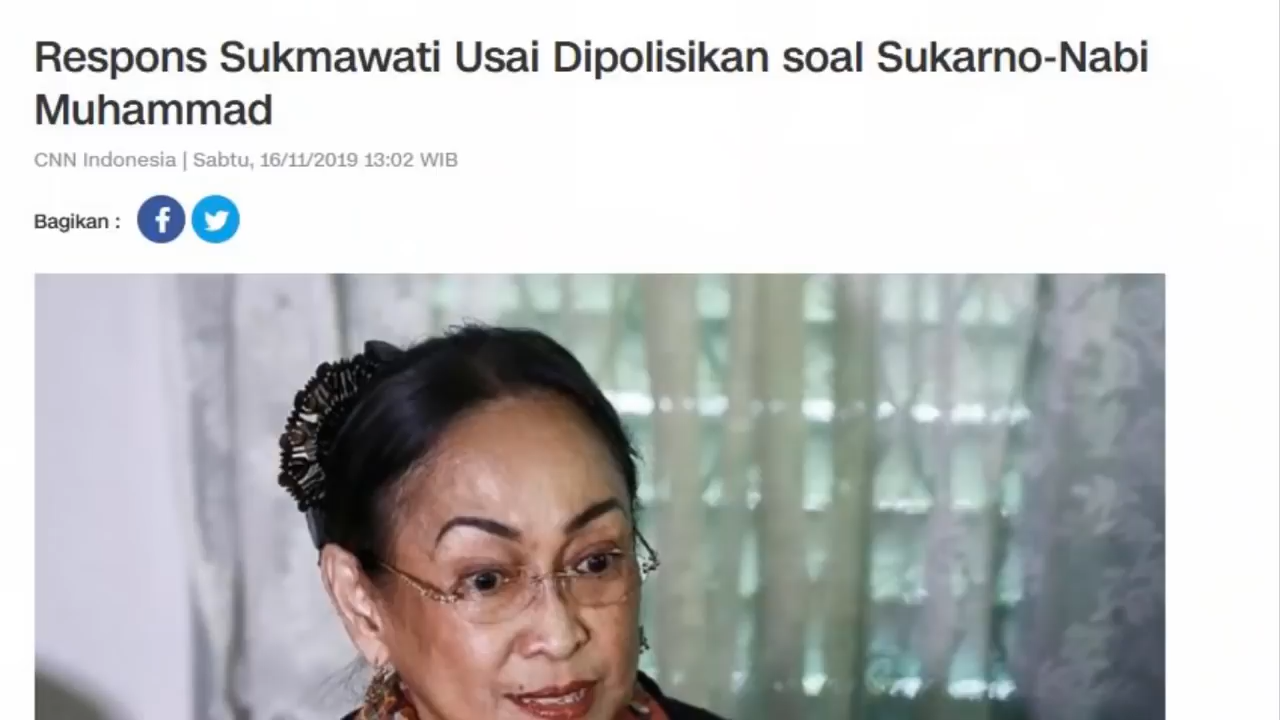 Respons Sukmawati Usai Dipolisikan soal Sukarno-Nabi
Muhammad
CNN Indonesia | Sabtu, 16/11/2019 13:02 WIB
Bagikan :